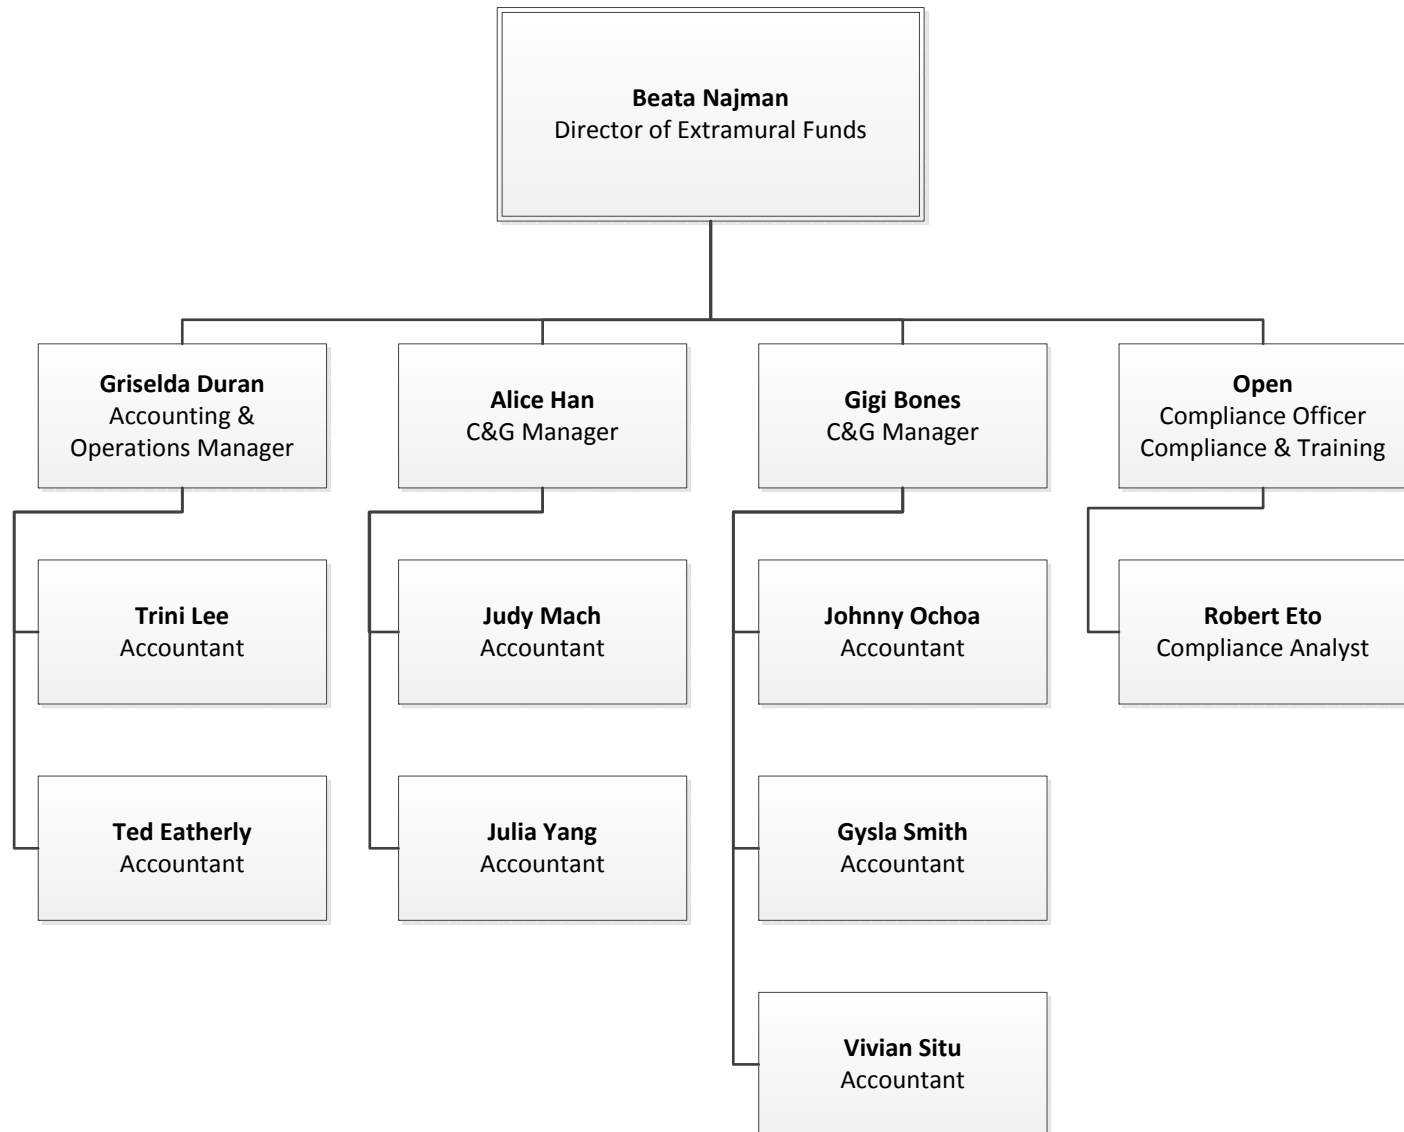 Beata Najman
Director of Extramural Funds
Griselda Duran
Accounting &
Operations Manager
Alice Han
C&G Manager
Gigi Bones
C&G Manager
Open
Compliance Officer
Compliance & Training
Trini Lee
Accountant
Judy Mach
Accountant
Johnny Ochoa
Accountant
Robert Eto
Compliance Analyst
Ted Eatherly
Accountant
Julia Yang
Accountant
Gysla Smith
Accountant
Vivian Situ
Accountant